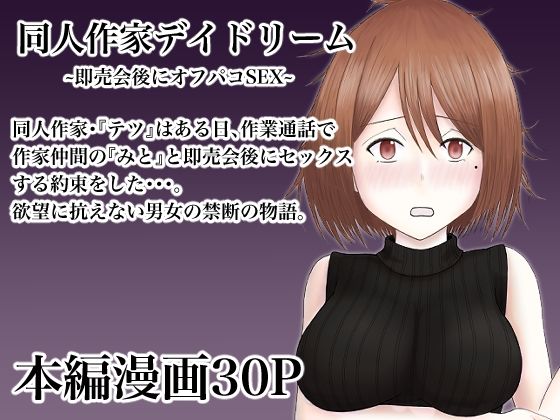 同人作家デイドリーム
~即売会後にオフパコSEX~
同人作家・『テツ』はある日、作業通話で
作家仲間の『みと』と即売会後にセックス
する約束をした・・・。
欲望に抗えない男女の禁断の物語。
本編漫画30P